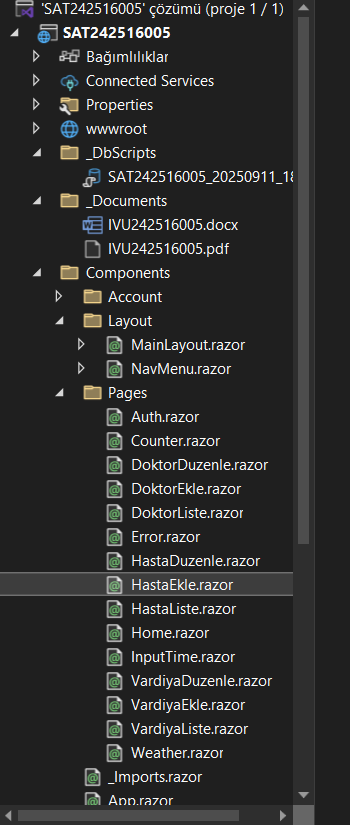 'SAT242516005' çözümü (proje 1 / 1)
SAT242516005
Bağımlılıklar
Connected Services
Properties
wwwroot
_DbScripts
SAT242516005_20250911_18
_Documents
IVU242516005.docx
IVU242516005.pdf
Components
Account
Layout
MainLayout.razor
NavMenu.razor
Pages
Auth.razor
Counter.razor
DoktorDuzenle.razor
DoktorEkle.razor
DoktorListe.razor
Error.razor
HastaDuzenle.razor
HastaEkle.razor
HastaListe.razor
Home.razor
InputTime.razor
VardiyaDuzenle.razor
VardiyaEkle.razor
VardiyaListe.razor
Weather.razor
_Imports.razor
App.razor